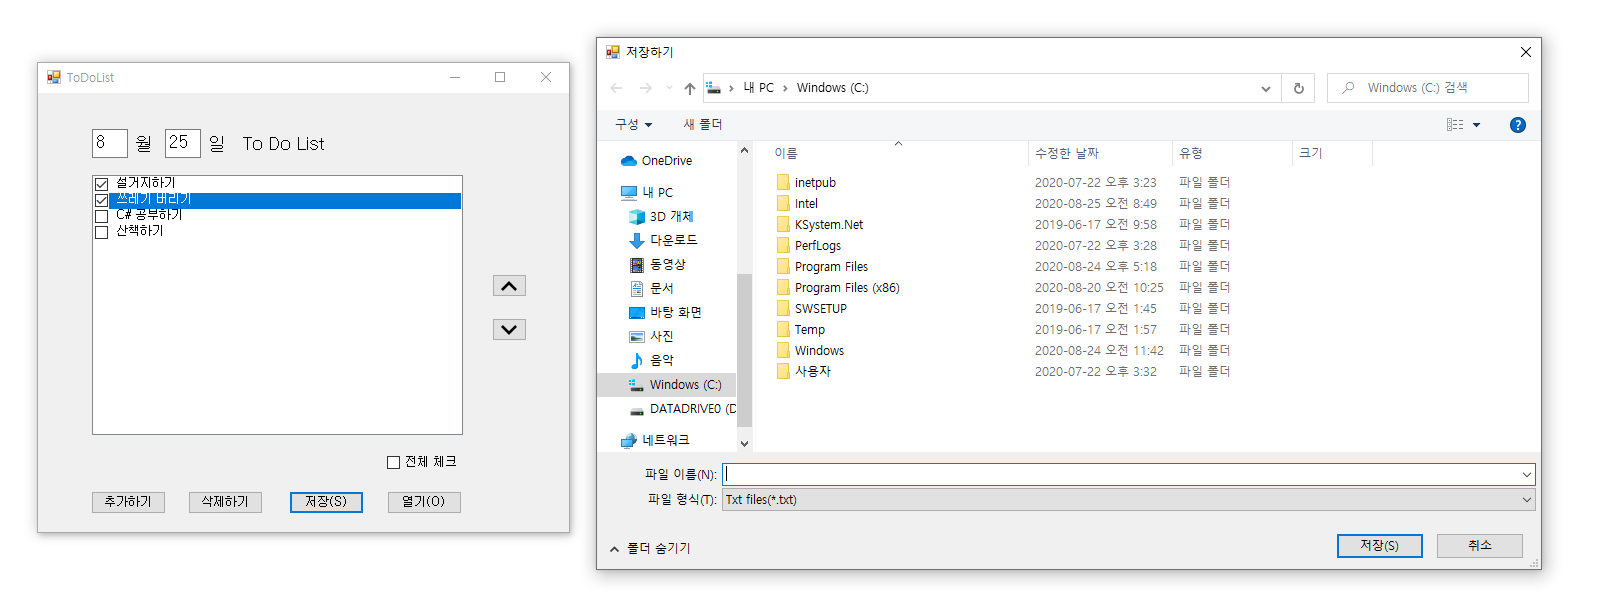 ToDoList
8 월 25 일 To Do List
설거지하기
쓰레기 버리기
C# 공부하기
산책하기
전체 체크
추가하기 삭제하기 저장(S) 열기(O)
저장하기
내 PC Windows (C:)
Windows (C:) 검색
구성 새 폴더
OneDrive
내 PC
3D 개체
다운로드
동영상
문서
바탕 화면
사진
음악
Windows (C:)
DATADRIVE0 (D
네트워크
이름 수정한 날짜 유형 크기
inetpub 2020-07-22 오후 3:23 파일 폴더
Intel 2020-08-25 오전 8:49 파일 폴더
KSystem.Net 2019-06-17 오전 9:58 파일 폴더
PerfLogs 2020-07-22 오후 3:28 파일 폴더
Program Files 2020-08-24 오후 5:18 파일 폴더
Program Files (x86) 2020-08-20 오전 10:25 파일 폴더
SWSETUP 2019-06-17 오전 1:45 파일 폴더
Temp 2019-06-17 오전 1:57 파일 폴더
Windows 2020-08-24 오전 11:42 파일 폴더
사용자 2020-07-22 오후 3:32 파일 폴더
파일 이름(N):
파일 형식(T): Txt files(*.txt)
폴더 숨기기
저장(S) 취소